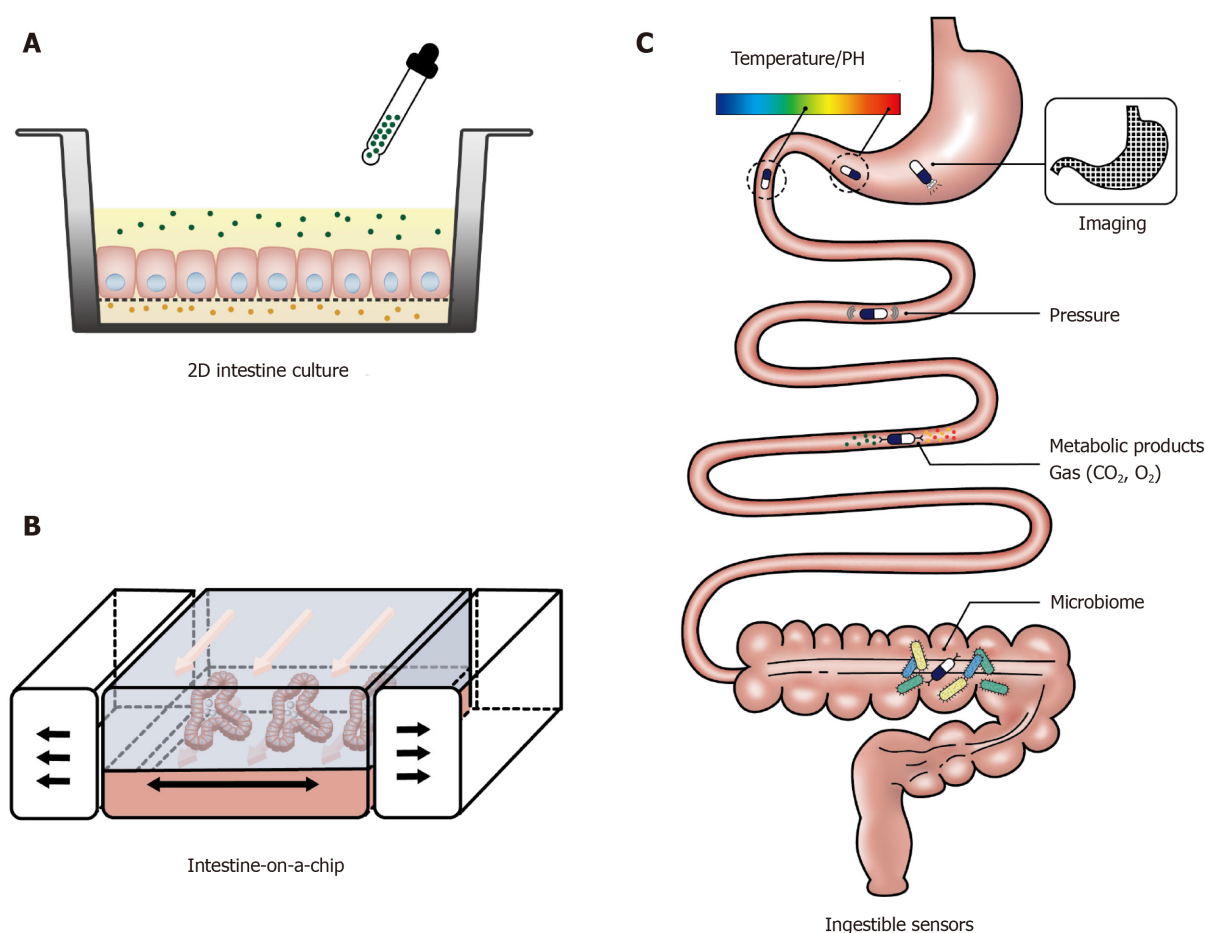 A
2D intestine culture
B
Intestine-on-a-chip
C
Temperature/PH
Imaging
Pressure
Metabolic products
Gas (CO₂, O₂)
Microbiome
Ingestible sensors